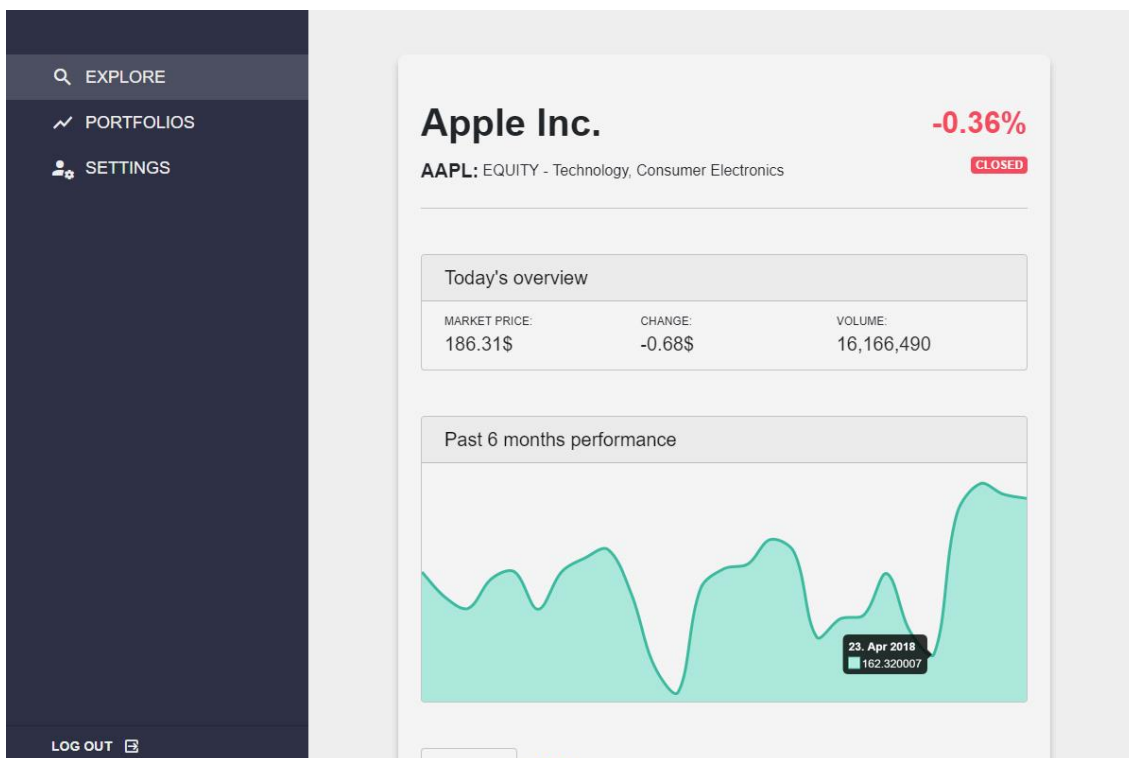 EXPLORE
PORTFOLIOS
SETTINGS
LOG OUT
Apple Inc.
-0.36%
AAPL: EQUITY - Technology, Consumer Electronics
CLOSED
Today's overview
MARKET PRICE:
CHANGE:
VOLUME:
186.31$
-0.68$
16,166,490
Past 6 months performance
23. Apr 2018
162.320007